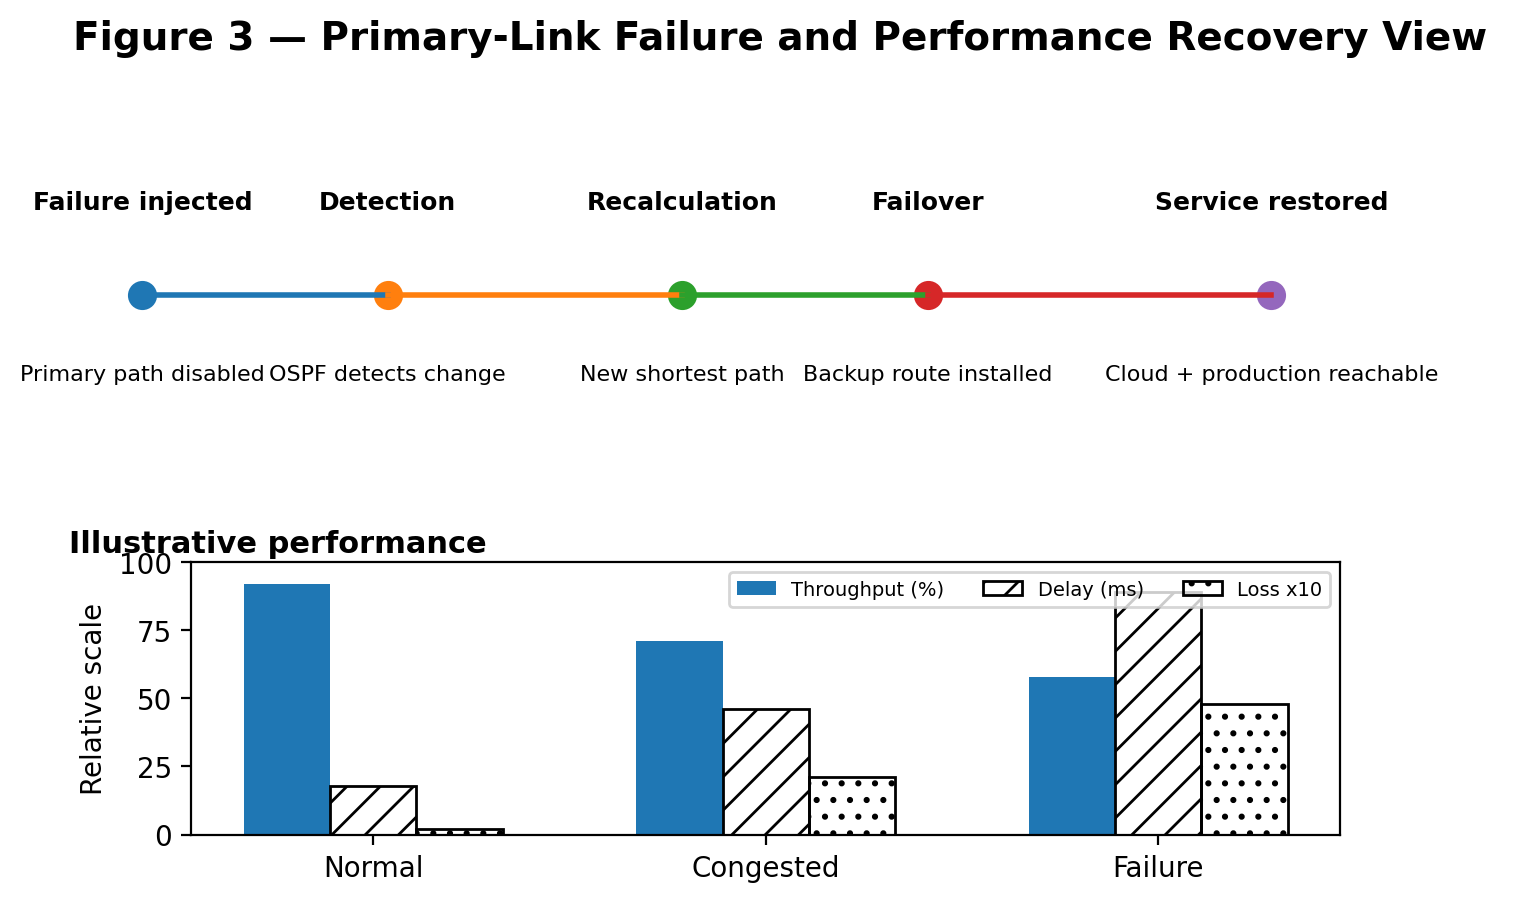 Figure 3 — Primary-Link Failure and Performance Recovery View
Failure injected
Detection
Recalculation
Failover
Service restored
Primary path disabled
OSPF detects change
New shortest path
Backup route installed
Cloud + production reachable
Illustrative performance
Relative scale
100
75
50
25
0
Throughput (%)
Delay (ms)
Loss x10
Normal
Congested
Failure